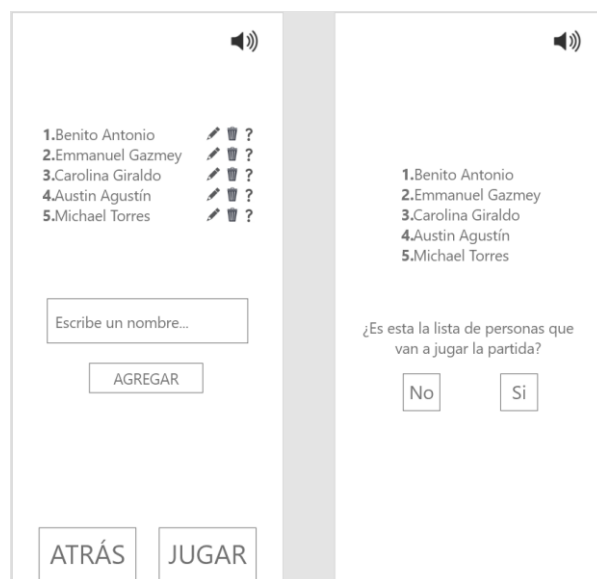 1.Benito Antonio ?
2.Emmanuel Gazmey ?
3.Carolina Giraldo ?
4.Austin Agustín ?
5.Michael Torres ?
Escribe un nombre...
AGREGAR
ATRÁS JUGAR
1.Benito Antonio
2.Emmanuel Gazmey
3.Carolina Giraldo
4.Austin Agustín
5.Michael Torres
¿Es esta la lista de personas que
van a jugar la partida?
No Si